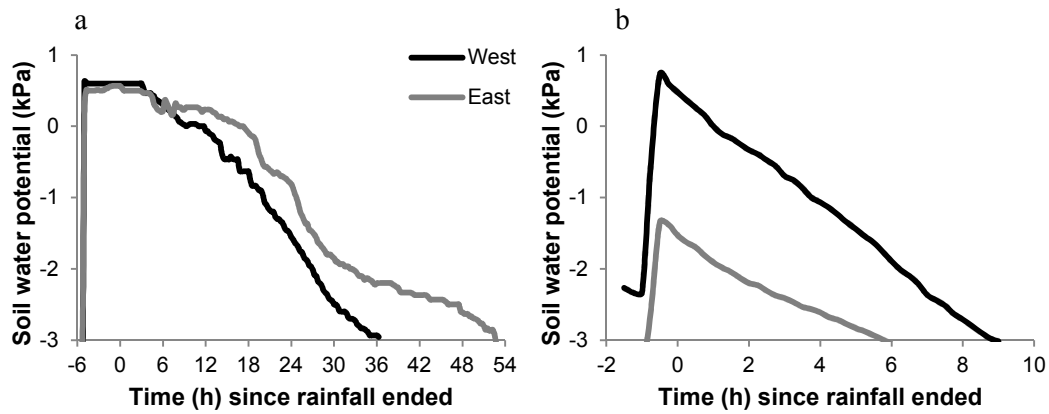 a
b
1
0
-1
-2
-3
Soil water potential (kPa)
-6 0 6 12 18 24 30 36 42 48 54
Time (h) since rainfall ended
West
East
1
0
-1
-2
-3
Soil water potential (kPa)
-2 0 2 4 6 8 10
Time (h) since rainfall ended